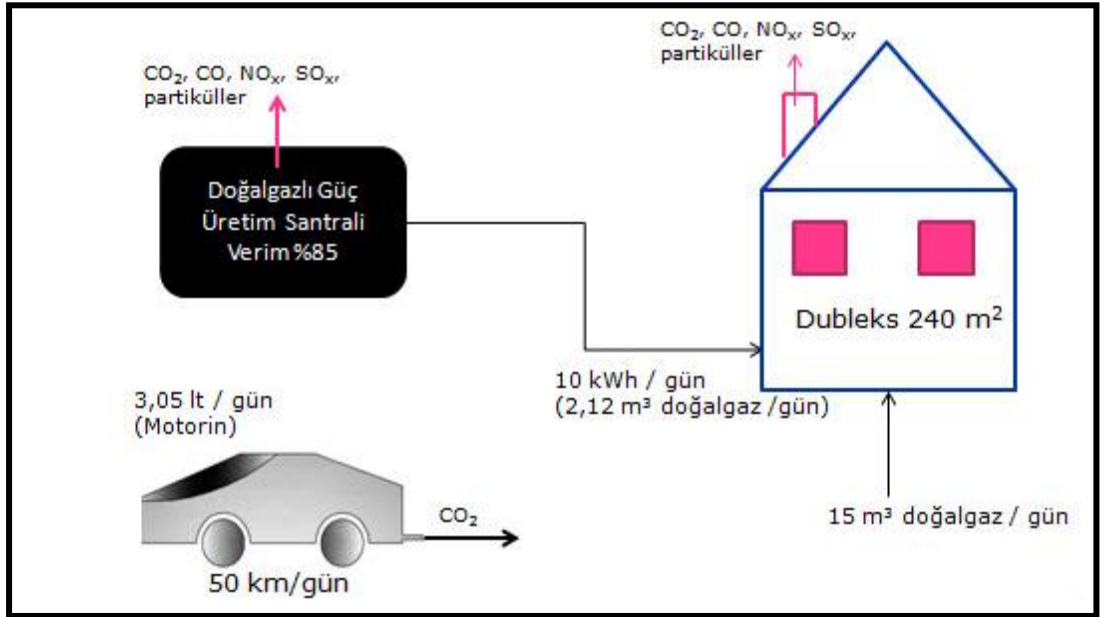 CO₂, CO, NOₓ, SOₓ,
partiküller
Doğalgazlı Güç
Üretim Santrali
Verim %85
CO₂, CO, NOₓ, SOₓ,
partiküller
Dubleks 240 m²
10 kWh / gün
(2,12 m³ doğalgaz /gün)
15 m³ doğalgaz / gün
3,05 lt / gün
(Motorin)
CO₂
50 km/gün